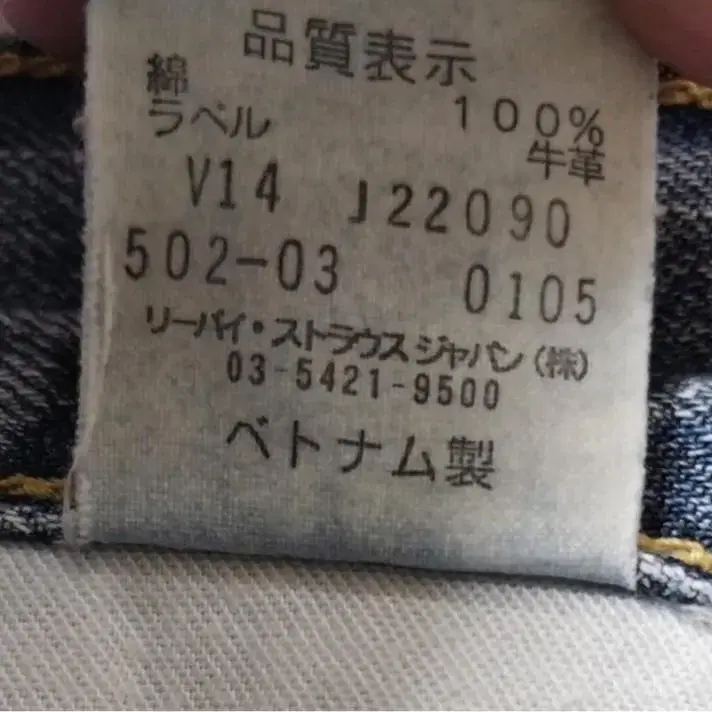 品質表示
綿 100%
ラベル 牛革
V14 J22090
502-03 0105
リーバイ・ストラウスジャパン(株)
03-5421-9500
ベトナム製